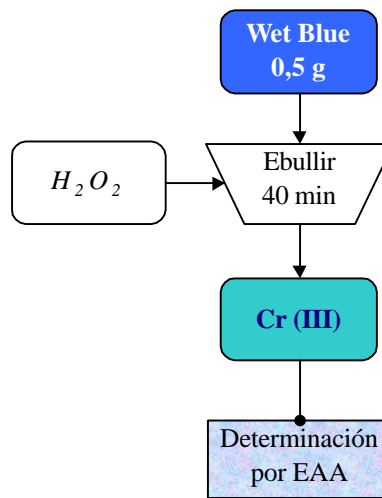 Wet Blue
0,5 g
H₂O₂
Ebullir
40 min
Cr (III)
Determinación
por EAA